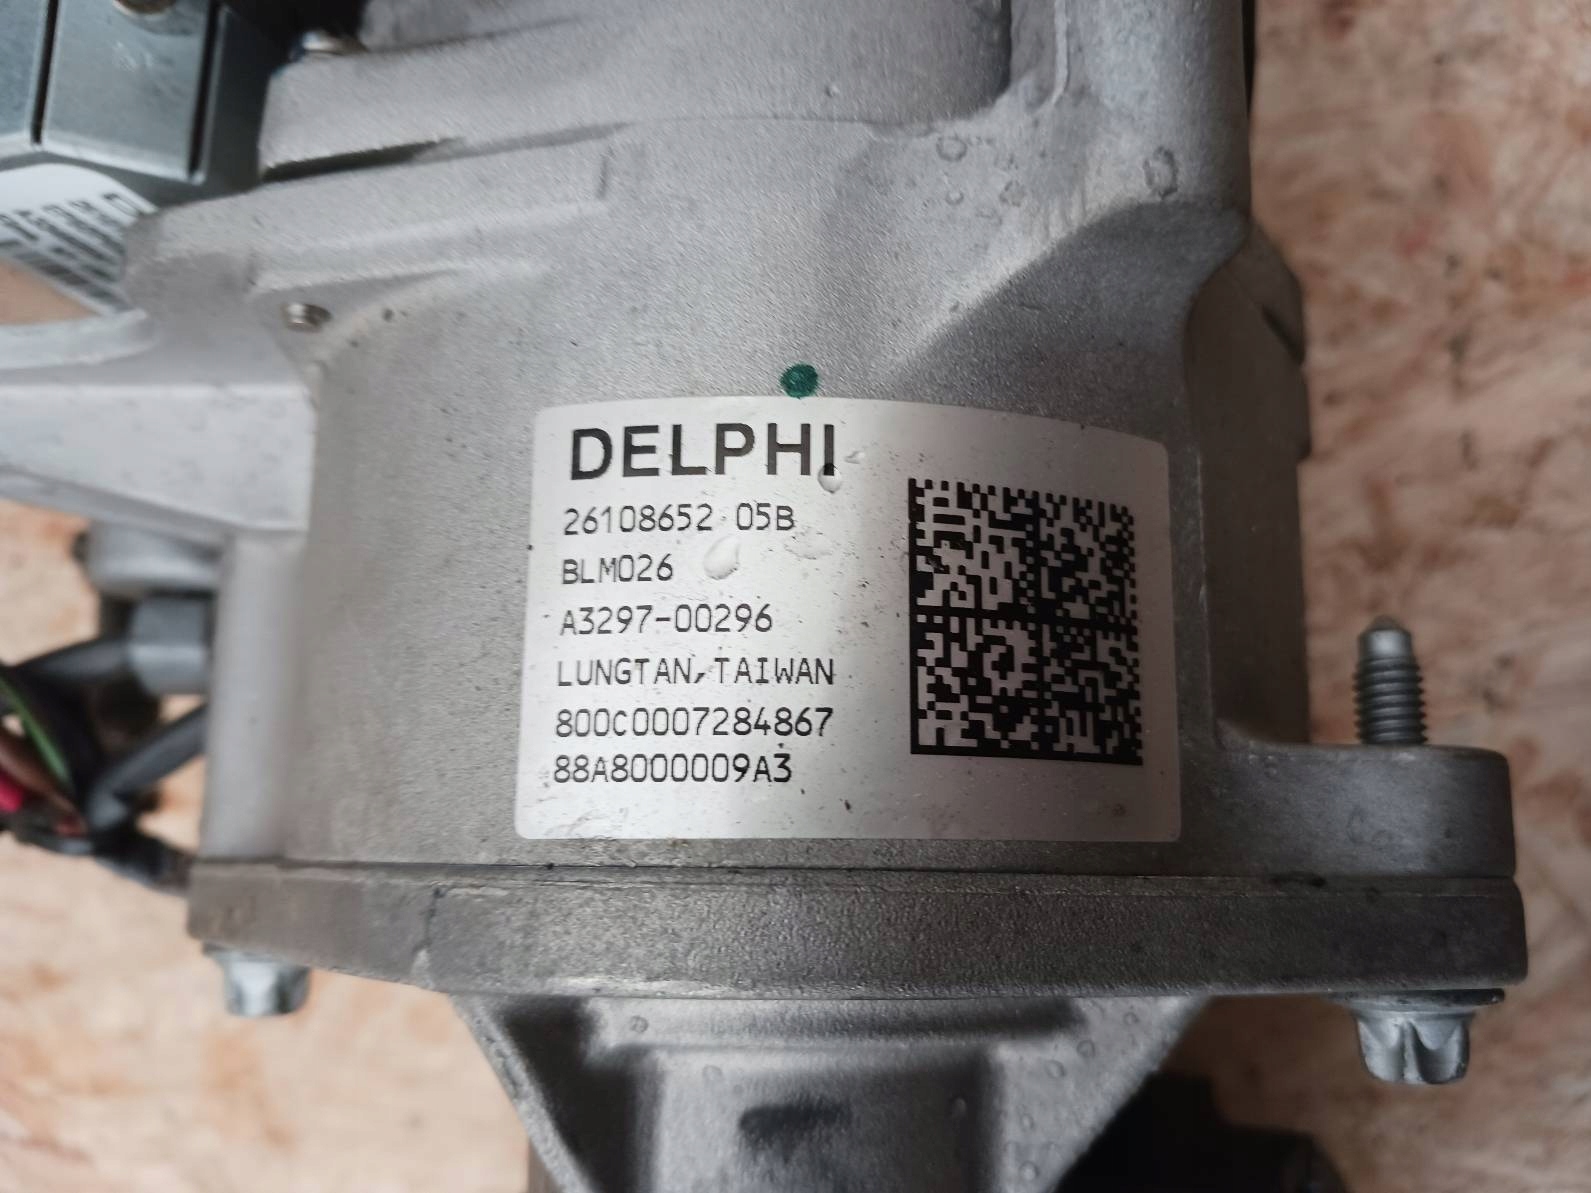 DELPHI
26108652 05B
BLM026
A3297-00296
LUNGTAN,TAIWAN
800C0007284867
88A8000009A3